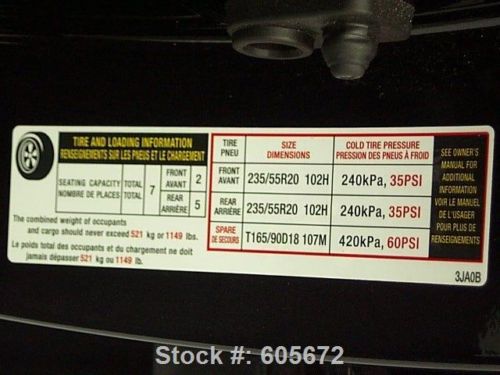 TIRE AND LOADING INFORMATION
RENSEIGNEMENTS SUR LES PNEUS ET LE CHARGEMENT
SEATING CAPACITY TOTAL 7 FRONT 2
NOMBRE DE PLACES TOTAL AVANT
REAR 5
ARRIÈRE
The combined weight of occupants
and cargo should never exceed 521 kg or 1149 lbs.
Le poids total des occupants et du chargement ne doit
jamais dépasser 521 kg ou 1149 lb.
TIRE SIZE COLD TIRE PRESSURE
PNEU DIMENSIONS PRESSION DES PNEUS À FROID
FRONT
AVANT 235/55R20 102H 240kPa, 35PSI
REAR
ARRIÈRE 235/55R20 102H 240kPa, 35PSI
SPARE
DE SECOURS T165/90D18 107M 420kPa, 60PSI
SEE OWNER'S
MANUAL FOR
ADDITIONAL
INFORMATION
VOIR LE MANUEL
DE L'USAGER
POUR PLUS DE
RENSEIGNEMENTS
3JA0B
Stock #: 605672